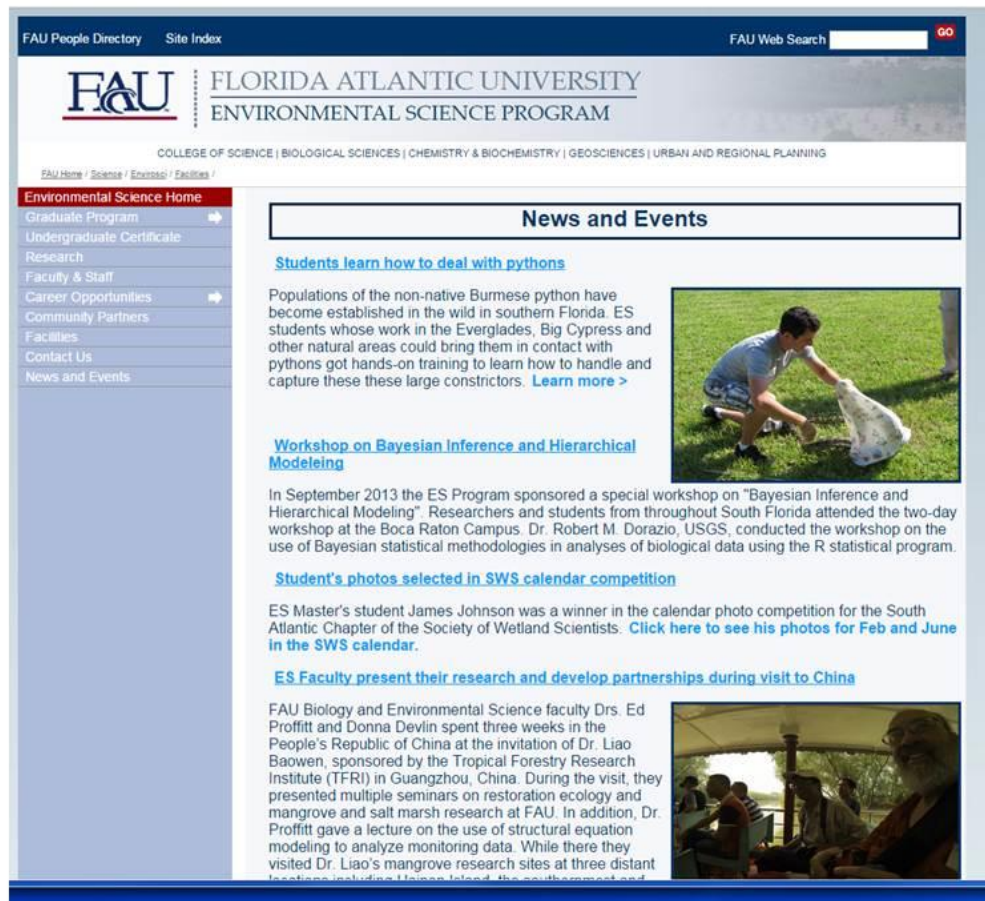 FAU People Directory Site Index FAU Web Search GO
FAU FLORIDA ATLANTIC UNIVERSITY
ENVIRONMENTAL SCIENCE PROGRAM
COLLEGE OF SCIENCE | BIOLOGICAL SCIENCES | CHEMISTRY & BIOCHEMISTRY | GEOSCIENCES | URBAN AND REGIONAL PLANNING
FAU Home / Science / Envirosci / Facilities /
Environmental Science Home
Graduate Program
Undergraduate Certificate
Research
Faculty & Staff
Career Opportunities
Community Partners
Facilities
Contact Us
News and Events
News and Events
Students learn how to deal with pythons
Populations of the non-native Burmese python have
become established in the wild in southern Florida. ES
students whose work in the Everglades, Big Cypress and
other natural areas could bring them in contact with
pythons got hands-on training to learn how to handle and
capture these these large constrictors. Learn more >
Workshop on Bayesian Inference and Hierarchical
Modeleing
In September 2013 the ES Program sponsored a special workshop on "Bayesian Inference and
Hierarchical Modeling". Researchers and students from throughout South Florida attended the two-day
workshop at the Boca Raton Campus. Dr. Robert M. Dorazio, USGS, conducted the workshop on the
use of Bayesian statistical methodologies in analyses of biological data using the R statistical program.
Student's photos selected in SWS calendar competition
ES Master's student James Johnson was a winner in the calendar photo competition for the South
Atlantic Chapter of the Society of Wetland Scientists. Click here to see his photos for Feb and June
in the SWS calendar.
ES Faculty present their research and develop partnerships during visit to China
FAU Biology and Environmental Science faculty Drs. Ed
Proffitt and Donna Devlin spent three weeks in the
People's Republic of China at the invitation of Dr. Liao
Baowen, sponsored by the Tropical Forestry Research
Institute (TFRI) in Guangzhou, China. During the visit, they
presented multiple seminars on restoration ecology and
mangrove and salt marsh research at FAU. In addition, Dr.
Proffitt gave a lecture on the use of structural equation
modeling to analyze monitoring data. While there they
visited Dr. Liao's mangrove research sites at three distant